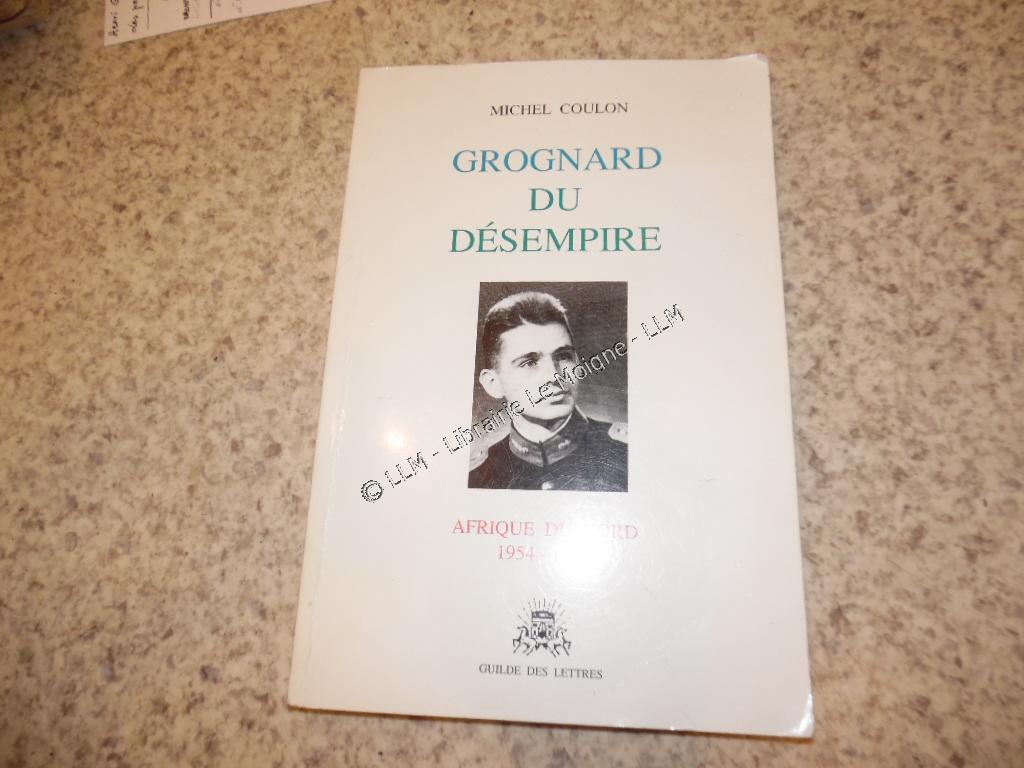 MICHEL COULON
GROGNARD
DU
DÉSEMPIRE
© LLM - Librairie Le Moigne - LLM
AFRIQUE DU NORD
1954
GUILDE DES LETTRES